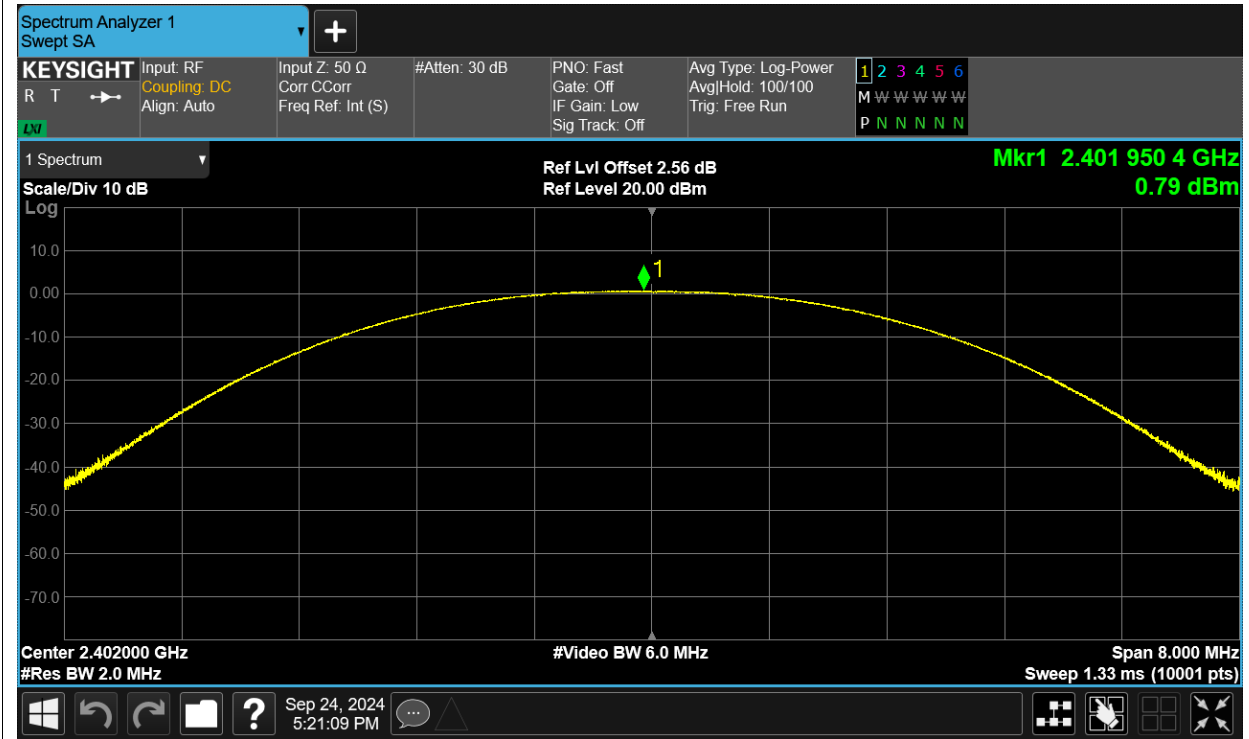 Spectrum Analyzer 1
Swept SA
KEYSIGHT
R T
LXI
Input: RF
Coupling: DC
Align: Auto
Input Z: 50 Ω
Corr CCorr
Freq Ref: Int (S)
#Atten: 30 dB
PNO: Fast
Gate: Off
IF Gain: Low
Sig Track: Off
Avg Type: Log-Power
Avg|Hold: 100/100
Trig: Free Run
1 2 3 4 5 6
M W W W W W
P N N N N N
1 Spectrum
Scale/Div 10 dB
Log
Ref Lvl Offset 2.56 dB
Ref Level 20.00 dBm
Mkr1 2.401 950 4 GHz
0.79 dBm
10.0
1
0.00
-10.0
-20.0
-30.0
-40.0
-50.0
-60.0
-70.0
Center 2.402000 GHz
#Video BW 6.0 MHz
Span 8.000 MHz
#Res BW 2.0 MHz
Sweep 1.33 ms (10001 pts)
?
Sep 24, 2024
5:21:09 PM